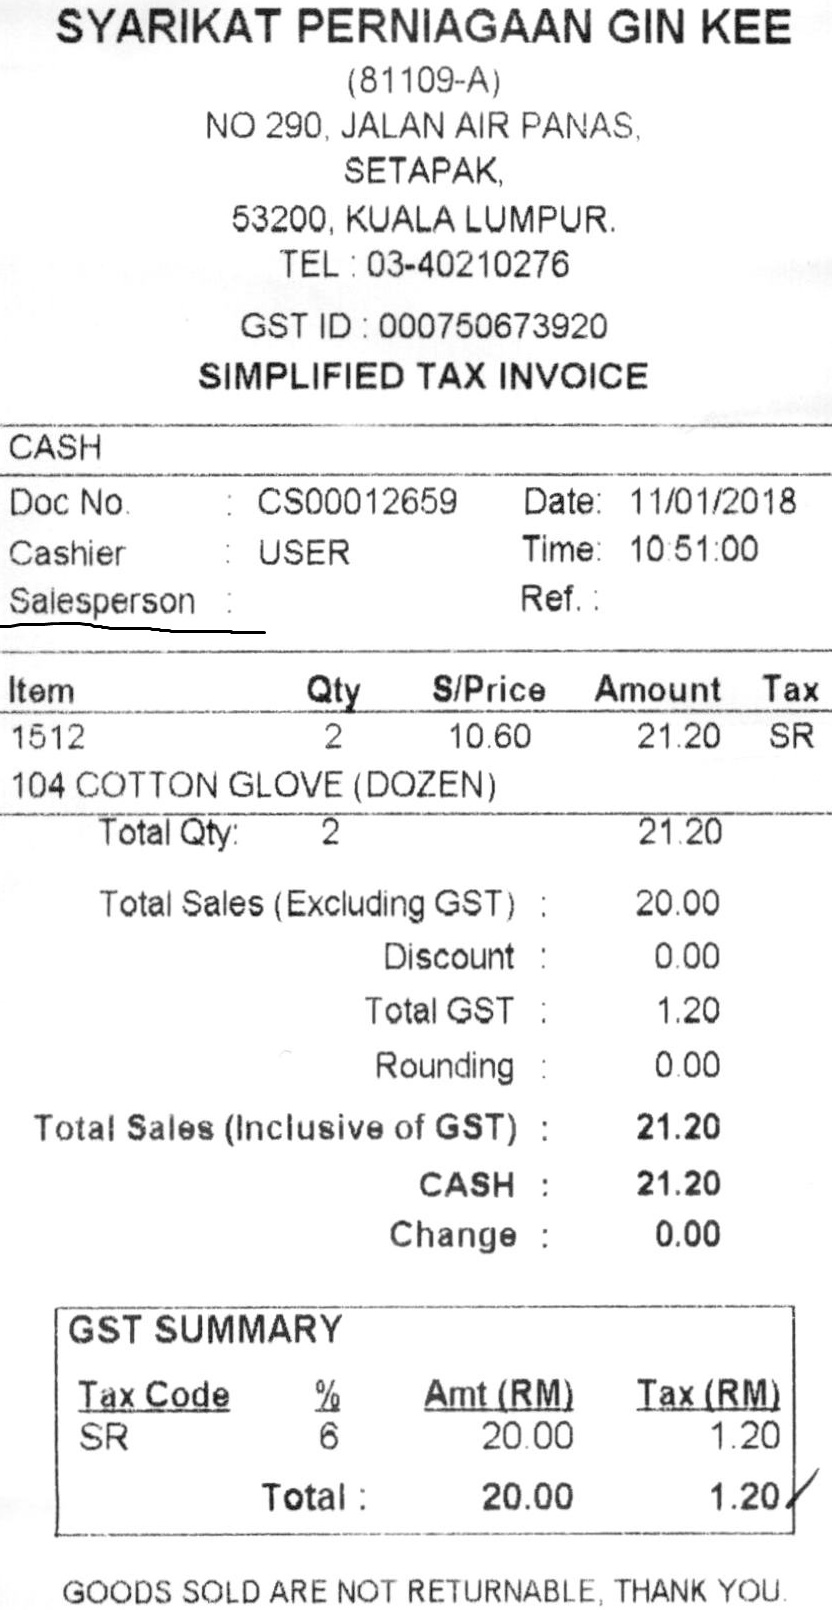 SYARIKAT PERNIAGAAN GIN KEE
(81109-A)
NO 290, JALAN AIR PANAS,
SETAPAK,
53200, KUALA LUMPUR.
TEL : 03-40210276
GST ID : 000750673920
SIMPLIFIED TAX INVOICE
CASH
Doc No. : CS00012659 Date: 11/01/2018
Cashier : USER Time: 10:51:00
Salesperson : Ref. :
Item Qty S/Price Amount Tax
1512 2 10.60 21.20 SR
104 COTTON GLOVE (DOZEN)
Total Qty: 2 21.20
Total Sales (Excluding GST) : 20.00
Discount : 0.00
Total GST : 1.20
Rounding : 0.00
Total Sales (Inclusive of GST) : 21.20
CASH : 21.20
Change : 0.00
GST SUMMARY
Tax Code % Amt (RM) Tax (RM)
SR 6 20.00 1.20
Total : 20.00 1.20
GOODS SOLD ARE NOT RETURNABLE, THANK YOU.